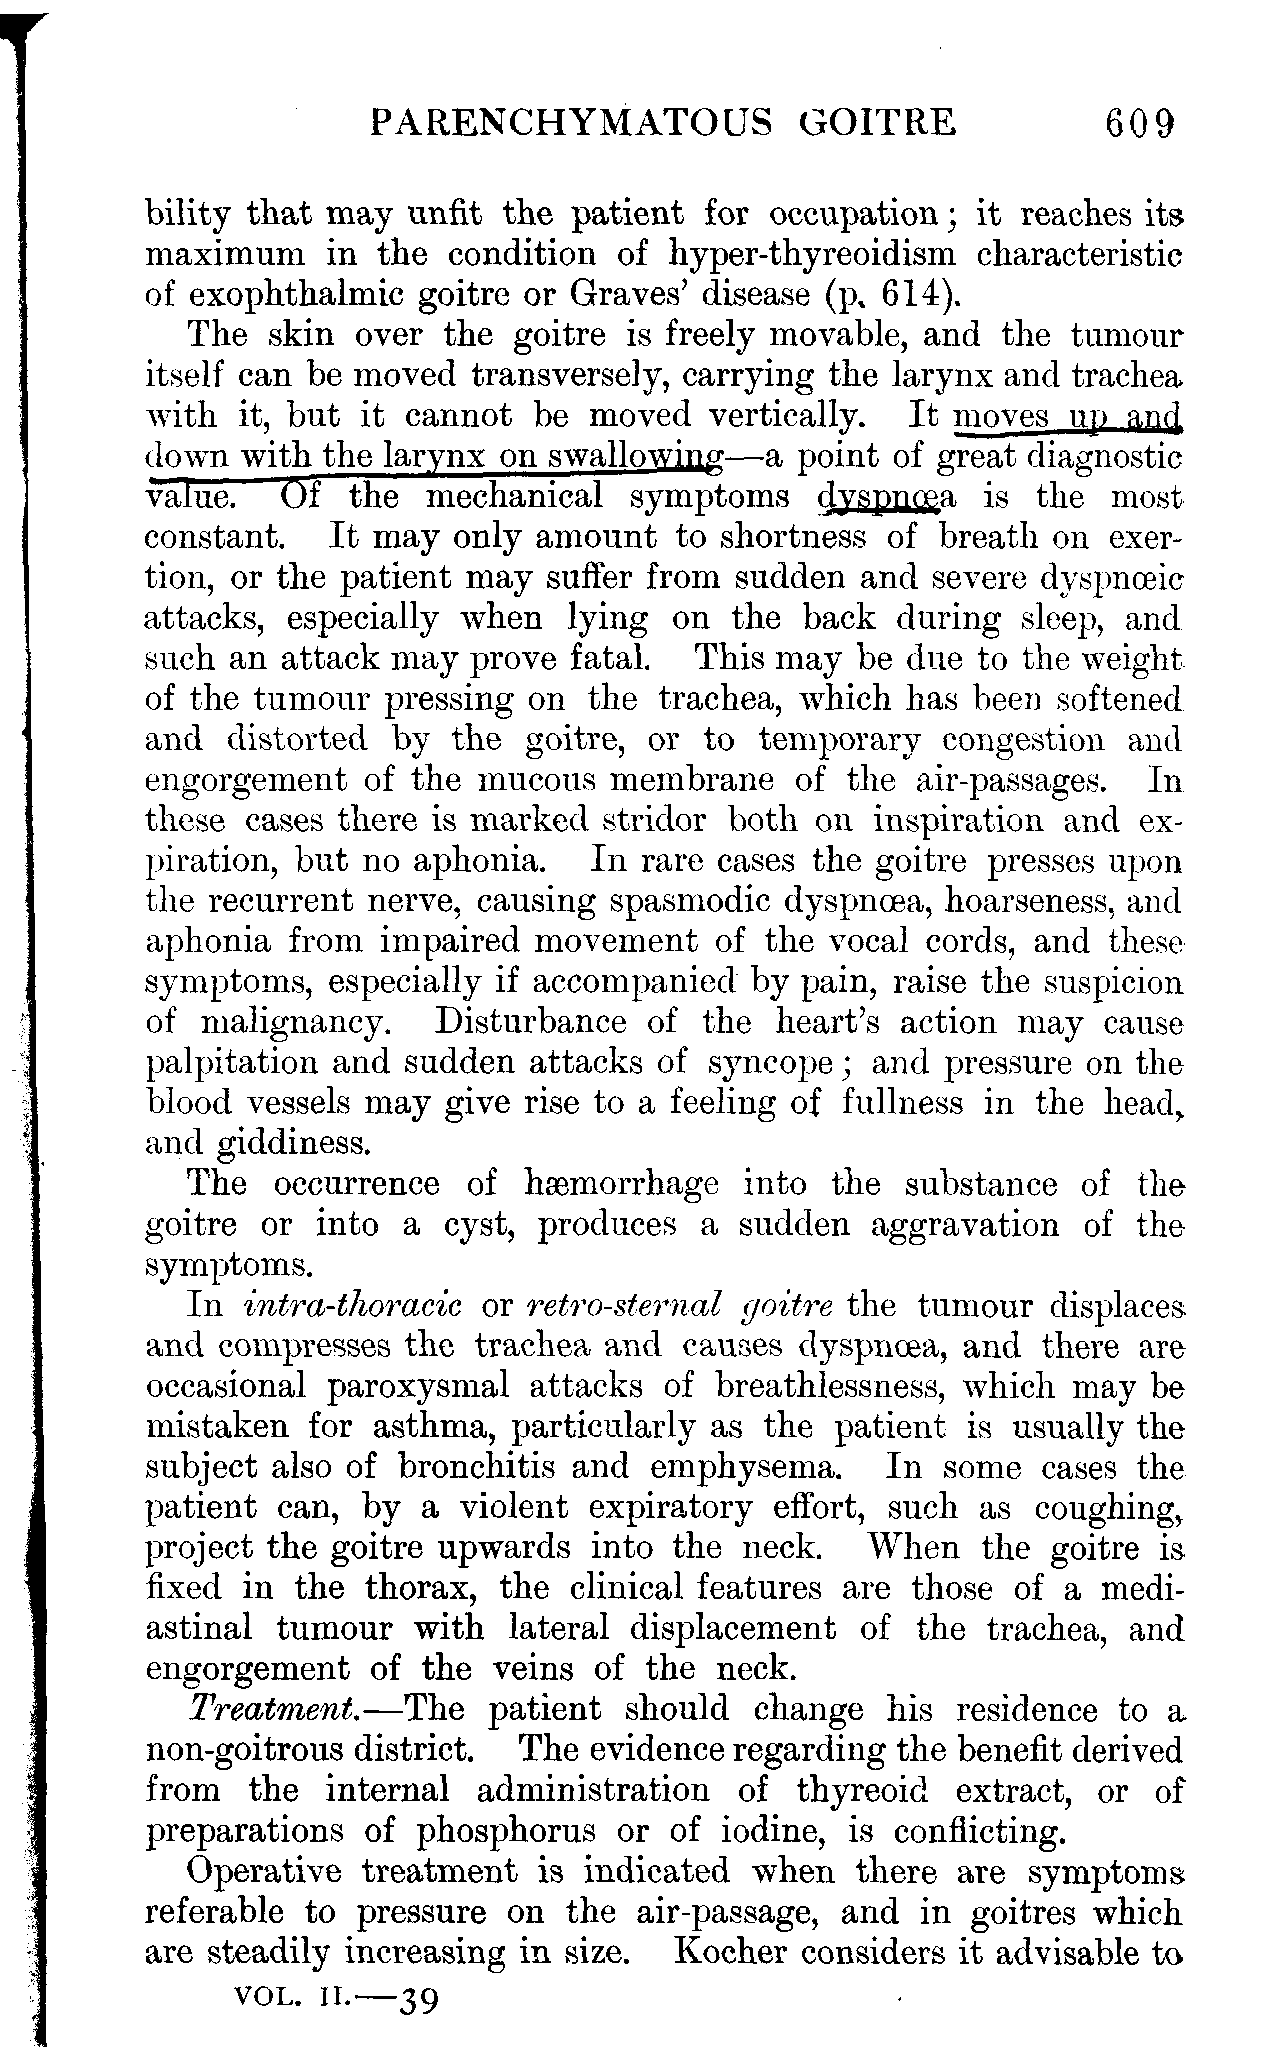 PARENCHYMATOUS GOITRE 609
bility that may unfit the patient for occupation; it reaches its
maximum in the condition of hyper-thyreoidism characteristic
of exophthalmic goitre or Graves' disease (p. 614).
The skin over the goitre is freely movable, and the tumour
itself can be moved transversely, carrying the larynx and trachea
with it, but it cannot be moved vertically. It moves up and
down with the larynx on swallowing—a point of great diagnostic
value. Of the mechanical symptoms dyspnœa is the most
constant. It may only amount to shortness of breath on exer-
tion, or the patient may suffer from sudden and severe dyspnœic
attacks, especially when lying on the back during sleep, and
such an attack may prove fatal. This may be due to the weight
of the tumour pressing on the trachea, which has been softened
and distorted by the goitre, or to temporary congestion and
engorgement of the mucous membrane of the air-passages. In
these cases there is marked stridor both on inspiration and ex-
piration, but no aphonia. In rare cases the goitre presses upon
the recurrent nerve, causing spasmodic dyspnœa, hoarseness, and
aphonia from impaired movement of the vocal cords, and these
symptoms, especially if accompanied by pain, raise the suspicion
of malignancy. Disturbance of the heart's action may cause
palpitation and sudden attacks of syncope; and pressure on the
blood vessels may give rise to a feeling of fullness in the head,
and giddiness.
The occurrence of hæmorrhage into the substance of the
goitre or into a cyst, produces a sudden aggravation of the
symptoms.
In intra-thoracic or retro-sternal goitre the tumour displaces
and compresses the trachea and causes dyspnœa, and there are
occasional paroxysmal attacks of breathlessness, which may be
mistaken for asthma, particularly as the patient is usually the
subject also of bronchitis and emphysema. In some cases the
patient can, by a violent expiratory effort, such as coughing,
project the goitre upwards into the neck. When the goitre is
fixed in the thorax, the clinical features are those of a medi-
astinal tumour with lateral displacement of the trachea, and
engorgement of the veins of the neck.
Treatment.—The patient should change his residence to a
non-goitrous district. The evidence regarding the benefit derived
from the internal administration of thyreoid extract, or of
preparations of phosphorus or of iodine, is conflicting.
Operative treatment is indicated when there are symptoms
referable to pressure on the air-passage, and in goitres which
are steadily increasing in size. Kocher considers it advisable to
VOL. II.—39